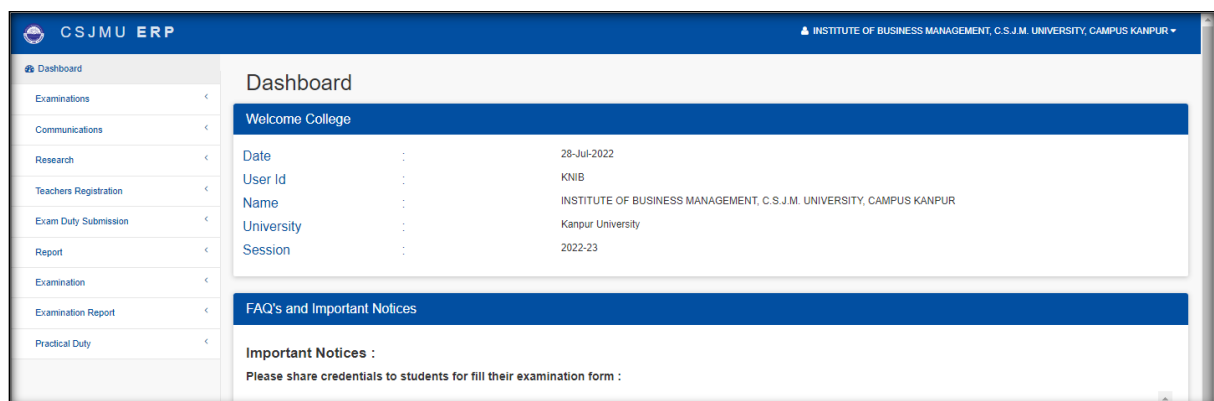 CSJMU ERP
INSTITUTE OF BUSINESS MANAGEMENT, C.S.J.M. UNIVERSITY, CAMPUS KANPUR
Dashboard
Examinations
Communications
Research
Teachers Registration
Exam Duty Submission
Report
Examination
Examination Report
Practical Duty
Dashboard
Welcome College
Date : 28-Jul-2022
User Id : KNIB
Name : INSTITUTE OF BUSINESS MANAGEMENT, C.S.J.M. UNIVERSITY, CAMPUS KANPUR
University : Kanpur University
Session : 2022-23
FAQ's and Important Notices
Important Notices :
Please share credentials to students for fill their examination form :